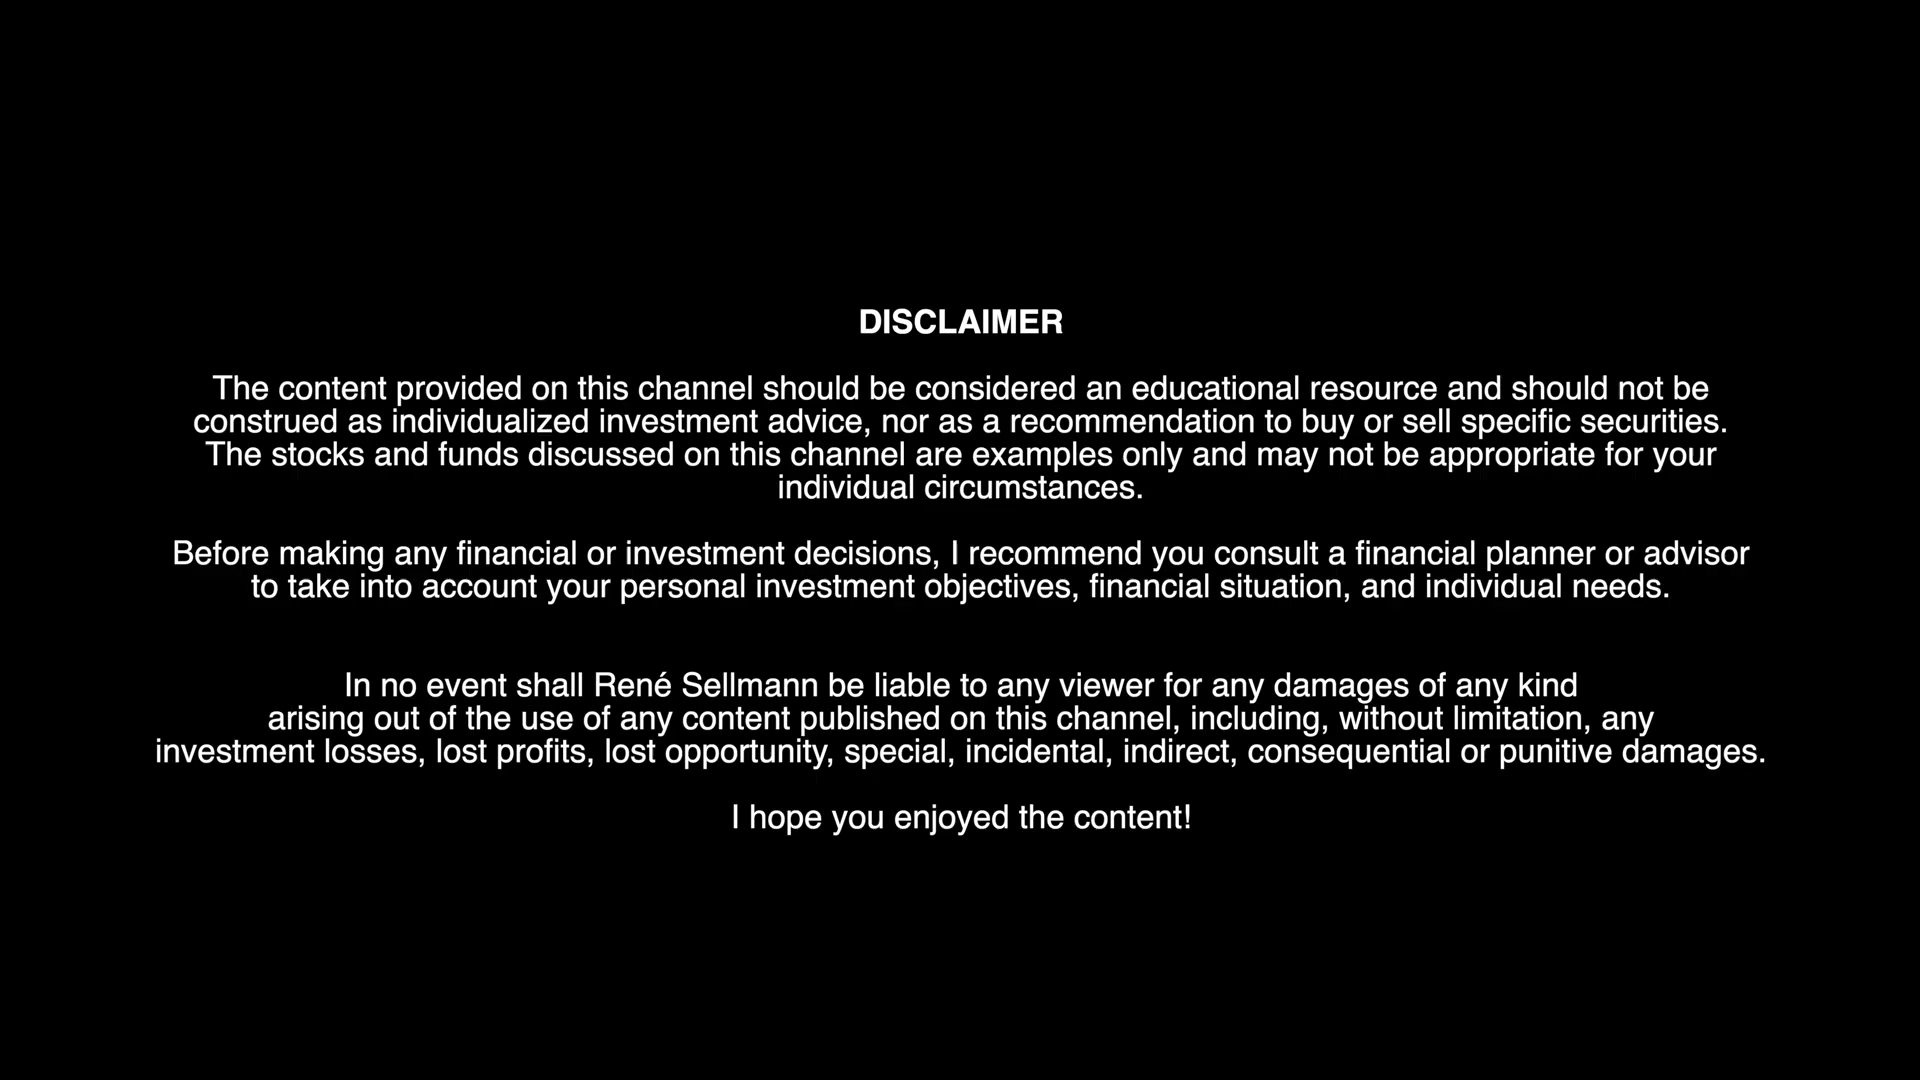 DISCLAIMER
The content provided on this channel should be considered an educational resource and should not be
construed as individualized investment advice, nor as a recommendation to buy or sell specific securities.
The stocks and funds discussed on this channel are examples only and may not be appropriate for your
individual circumstances.
Before making any financial or investment decisions, I recommend you consult a financial planner or advisor
to take into account your personal investment objectives, financial situation, and individual needs.
In no event shall René Sellmann be liable to any viewer for any damages of any kind
arising out of the use of any content published on this channel, including, without limitation, any
investment losses, lost profits, lost opportunity, special, incidental, indirect, consequential or punitive damages.
I hope you enjoyed the content!